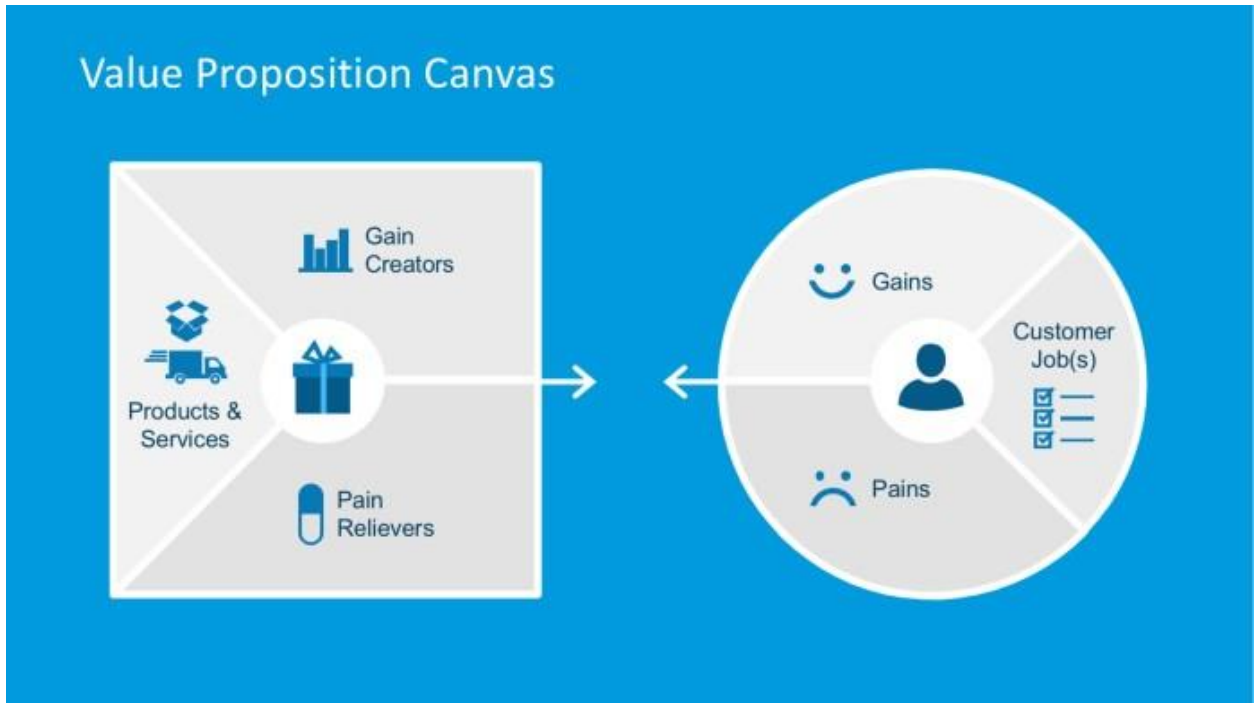 Value Proposition Canvas
Gain
Creators
Products &
Services
Pain
Relievers
Gains
Customer
Job(s)
Pains